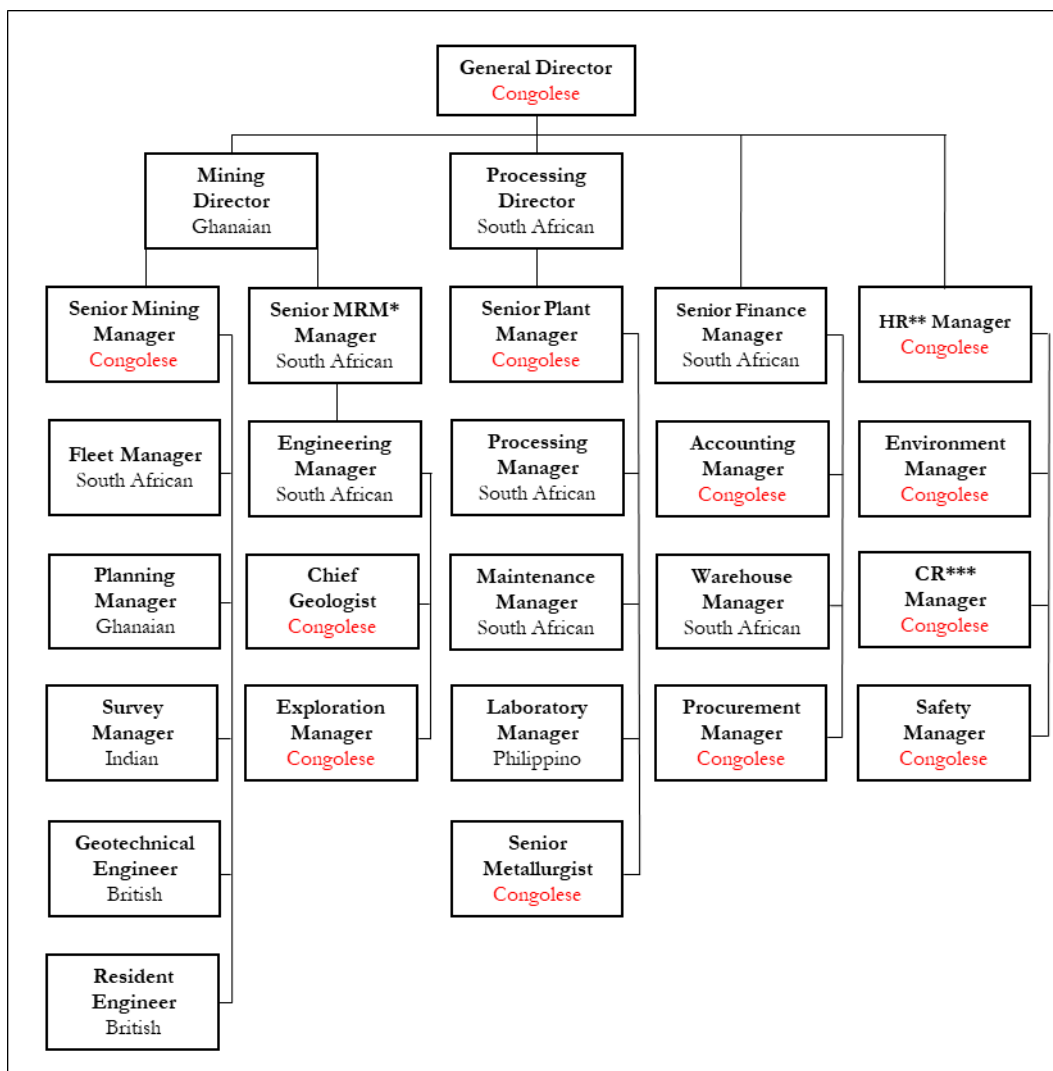 General Director
Congolese
Mining
Director
Ghanaian
Processing
Director
South African
Senior Mining
Manager
Congolese
Senior MRM*
Manager
South African
Senior Plant
Manager
Congolese
Senior Finance
Manager
South African
HR** Manager
Congolese
Fleet Manager
South African
Engineering
Manager
South African
Processing
Manager
South African
Accounting
Manager
Congolese
Environment
Manager
Congolese
Planning
Manager
Ghanaian
Chief
Geologist
Congolese
Maintenance
Manager
South African
Warehouse
Manager
South African
CR***
Manager
Congolese
Survey
Manager
Indian
Exploration
Manager
Congolese
Laboratory
Manager
Philippino
Procurement
Manager
Congolese
Safety
Manager
Congolese
Geotechnical
Engineer
British
Senior
Metallurgist
Congolese
Resident
Engineer
British